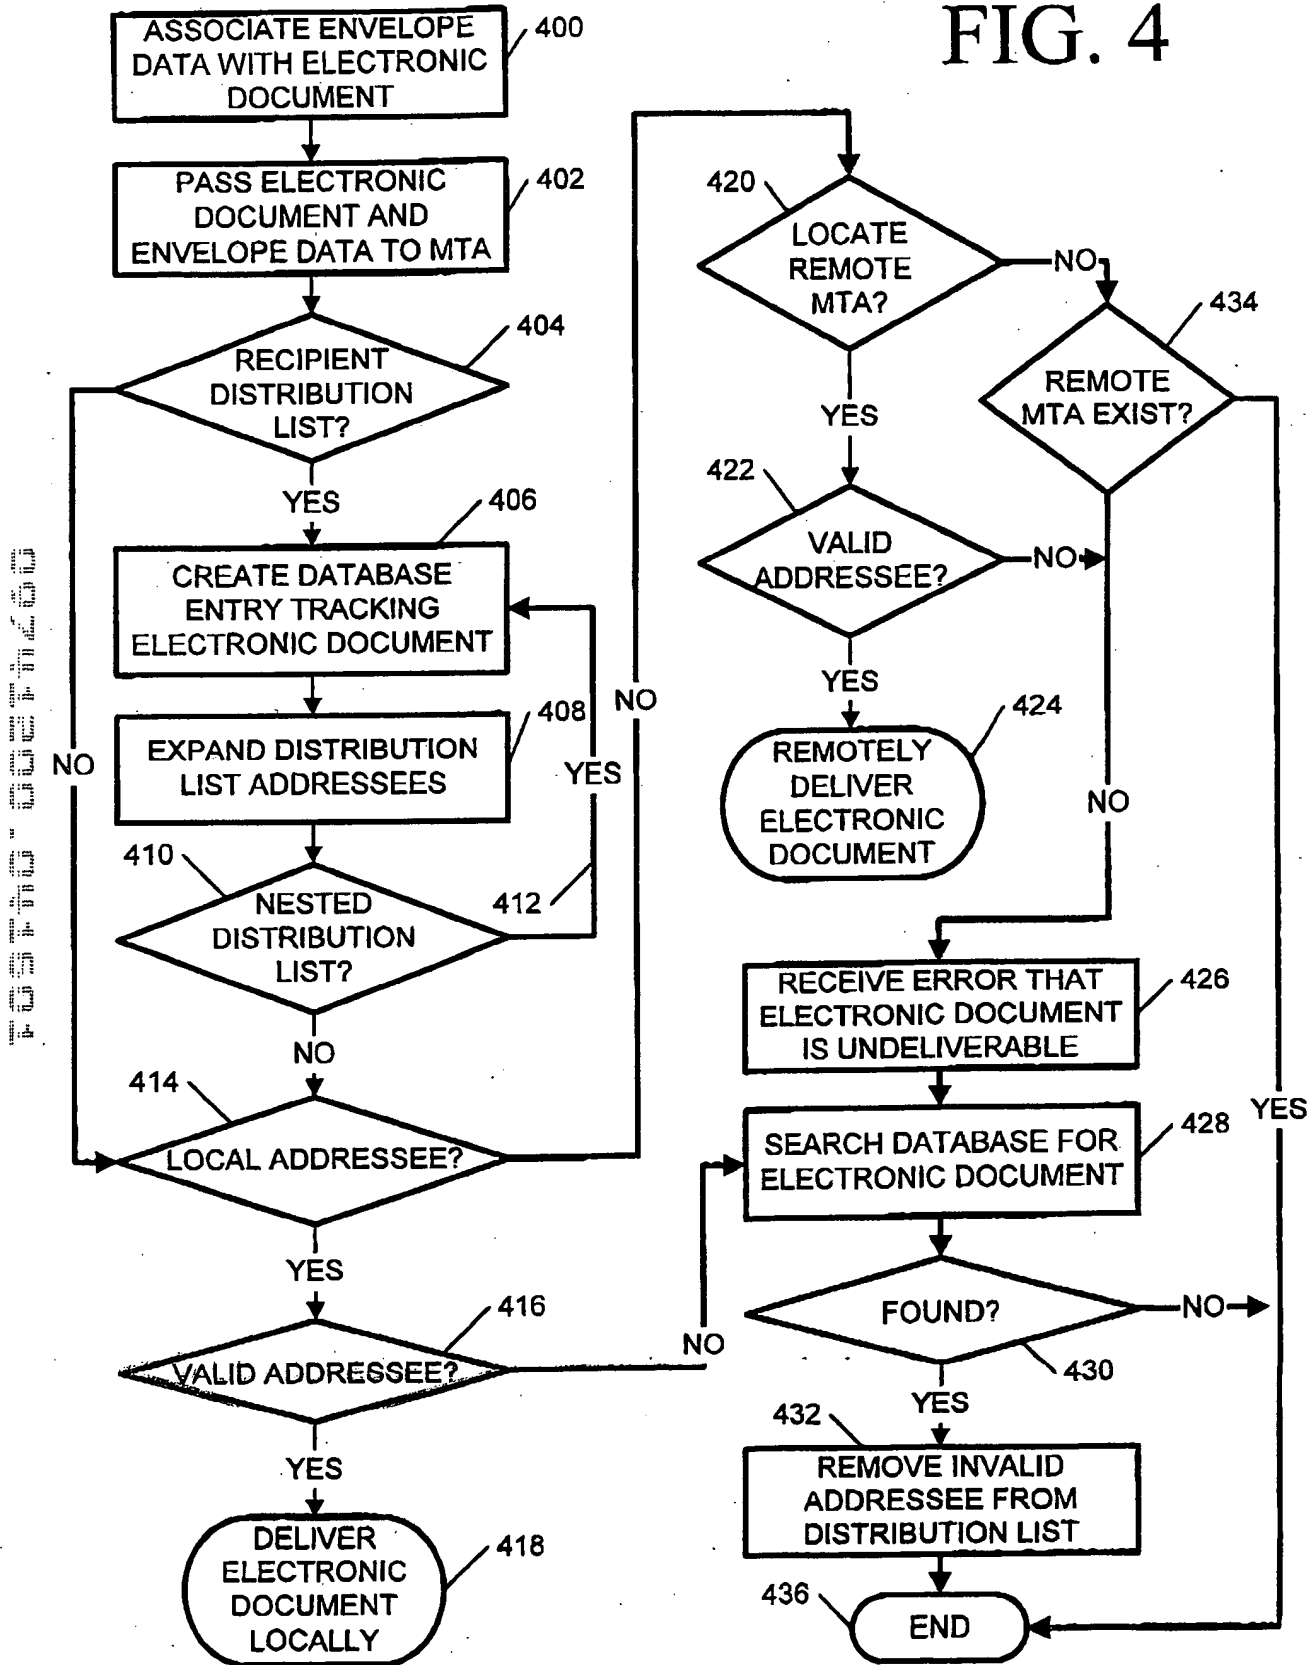 FIG. 4
ASSOCIATE ENVELOPE
DATA WITH ELECTRONIC
DOCUMENT
400
PASS ELECTRONIC
DOCUMENT AND
ENVELOPE DATA TO MTA
402
RECIPIENT
DISTRIBUTION
LIST?
404
NO
YES
CREATE DATABASE
ENTRY TRACKING
ELECTRONIC DOCUMENT
406
EXPAND DISTRIBUTION
LIST ADDRESSEES
408
NESTED
DISTRIBUTION
LIST?
410
YES
412
NO
LOCAL ADDRESSEE?
414
NO
YES
VALID ADDRESSEE?
416
NO
YES
DELIVER
ELECTRONIC
DOCUMENT
LOCALLY
418
LOCATE
REMOTE
MTA?
420
NO
YES
REMOTE
MTA EXIST?
434
NO
YES
VALID
ADDRESSEE?
422
NO
YES
REMOTELY
DELIVER
ELECTRONIC
DOCUMENT
424
RECEIVE ERROR THAT
ELECTRONIC DOCUMENT
IS UNDELIVERABLE
426
SEARCH DATABASE FOR
ELECTRONIC DOCUMENT
428
FOUND?
430
NO
YES
REMOVE INVALID
ADDRESSEE FROM
DISTRIBUTION LIST
432
END
436